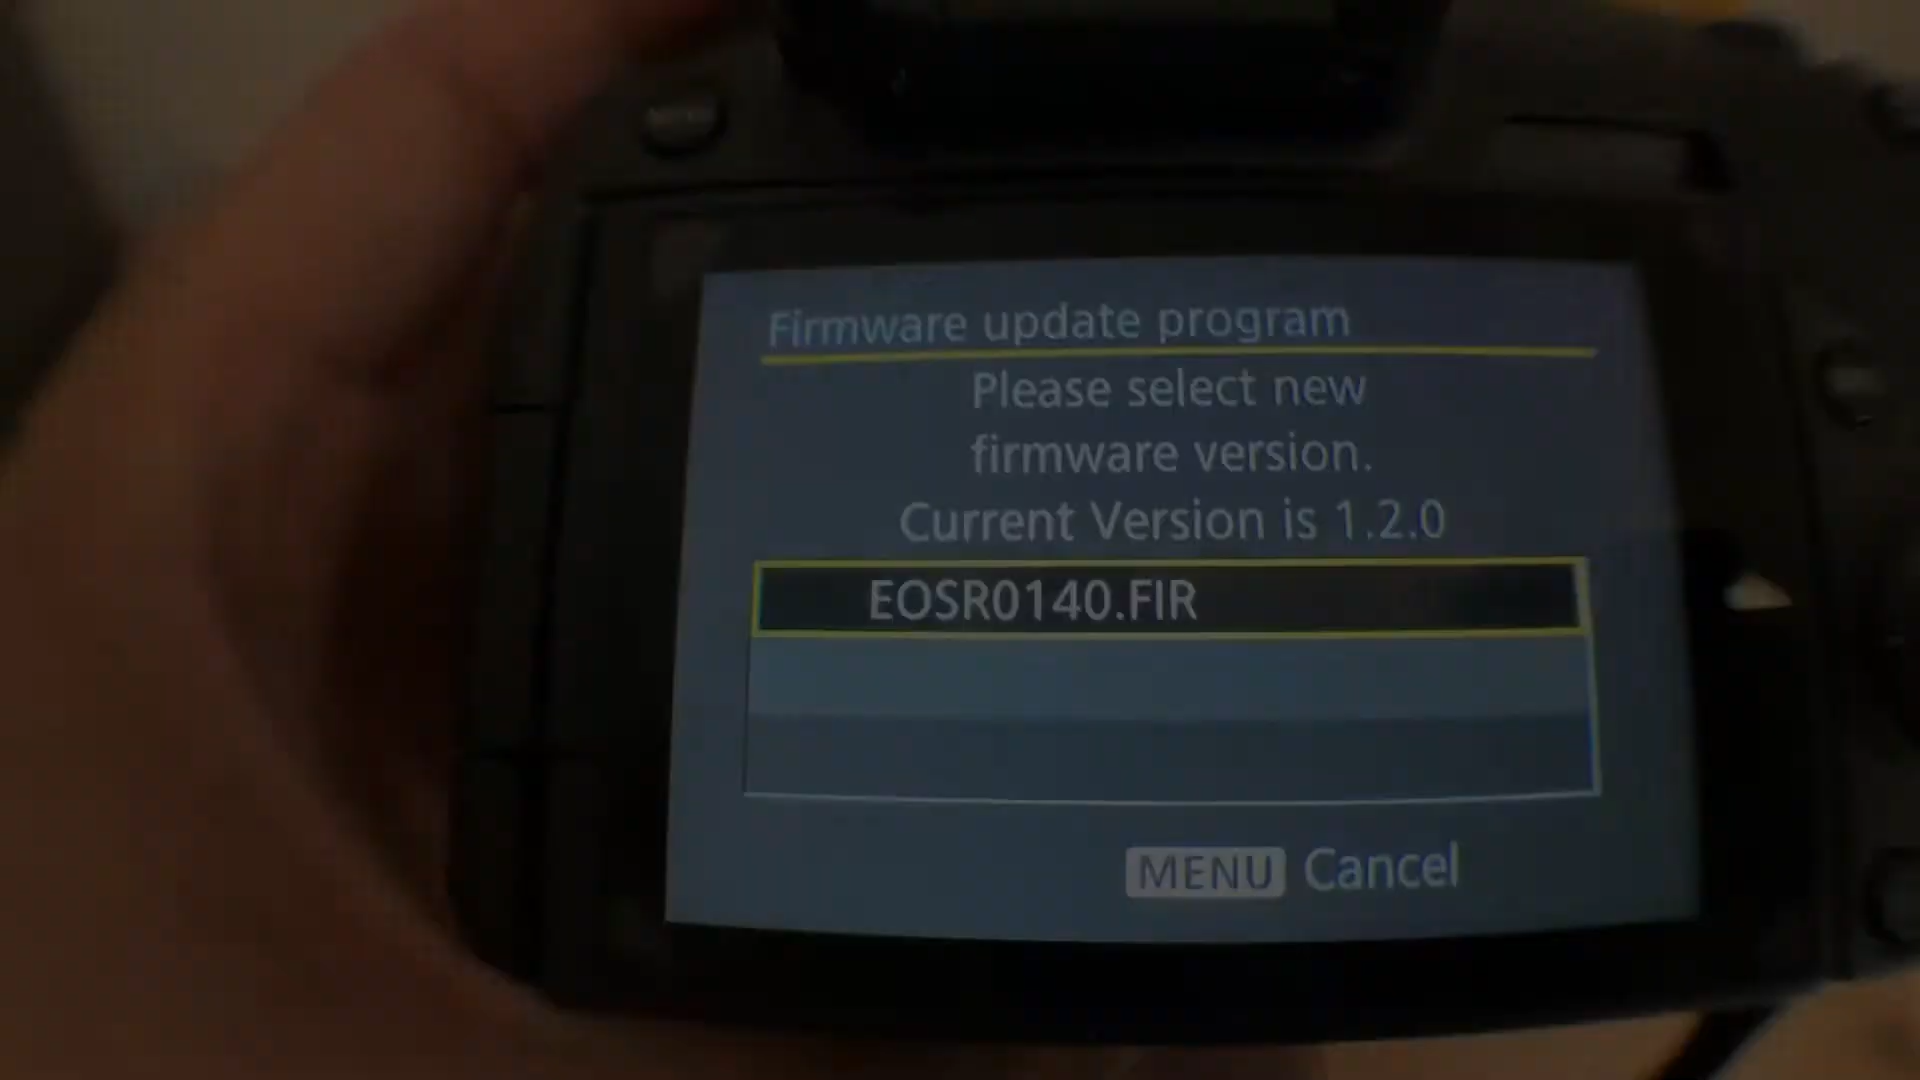 Firmware update program
Please select new
firmware version.
Current Version is 1.2.0
EOSR0140.FIR
MENU Cancel